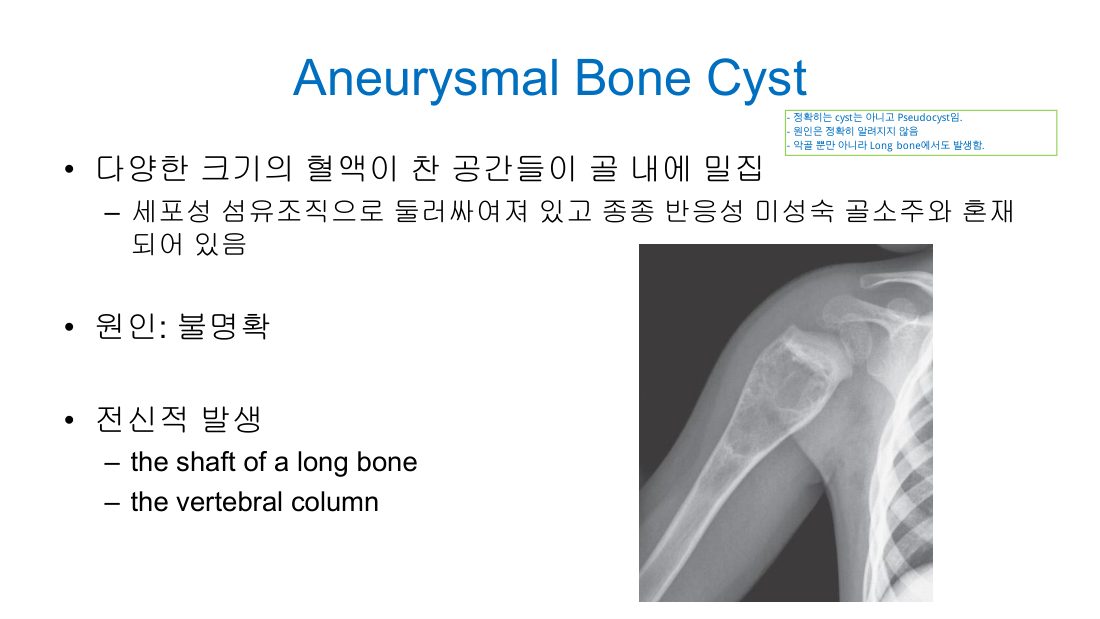 Aneurysmal Bone Cyst
- 정확히는 cyst는 아니고 Pseudocyst임.
- 원인은 정확히 알려지지 않음
- 악골 뿐만 아니라 Long bone에서도 발생함.
• 다양한 크기의 혈액이 찬 공간들이 골 내에 밀집
– 세포성 섬유조직으로 둘러싸여져 있고 종종 반응성 미성숙 골소주와 혼재
되어 있음
• 원인: 불명확
• 전신적 발생
– the shaft of a long bone
– the vertebral column